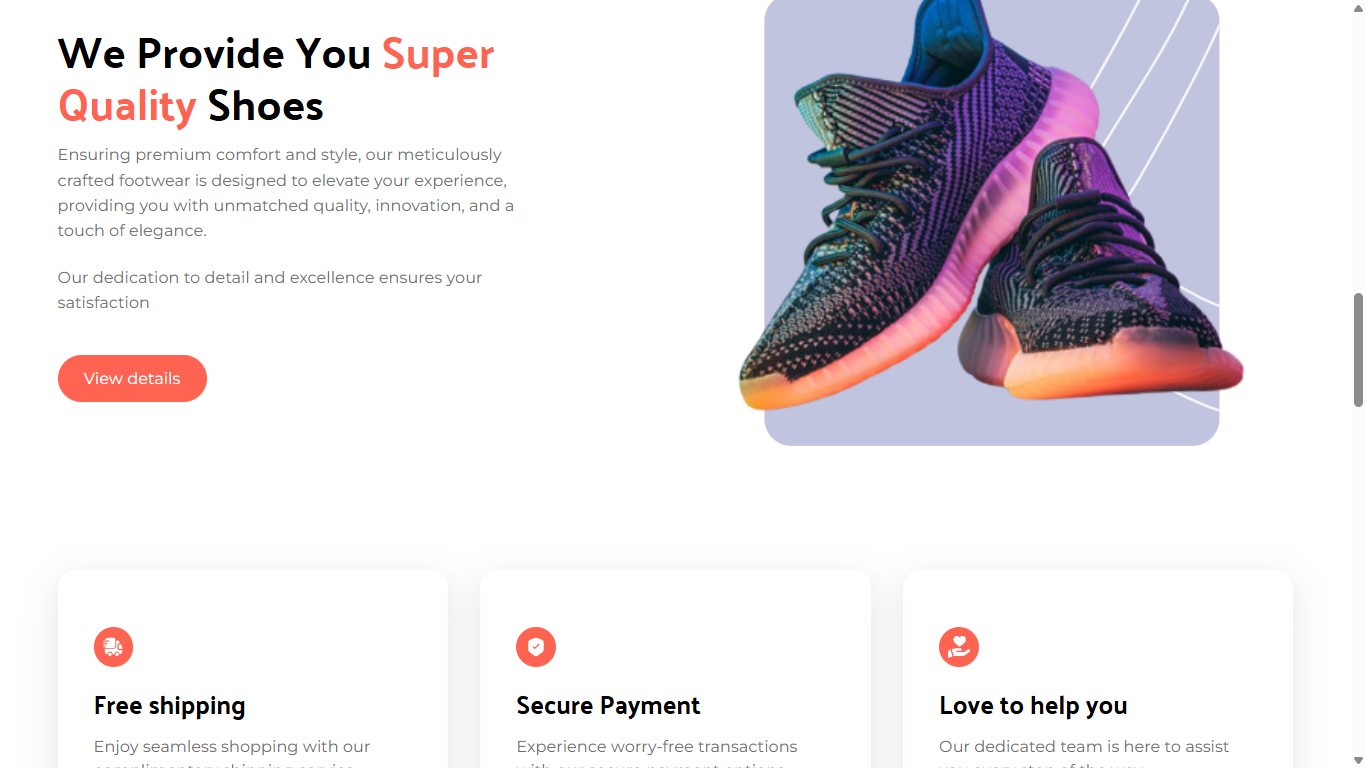 We Provide You Super
Quality Shoes
Ensuring premium comfort and style, our meticulously
crafted footwear is designed to elevate your experience,
providing you with unmatched quality, innovation, and a
touch of elegance.
Our dedication to detail and excellence ensures your
satisfaction
View details
Free shipping
Enjoy seamless shopping with our
Secure Payment
Experience worry-free transactions
Love to help you
Our dedicated team is here to assist